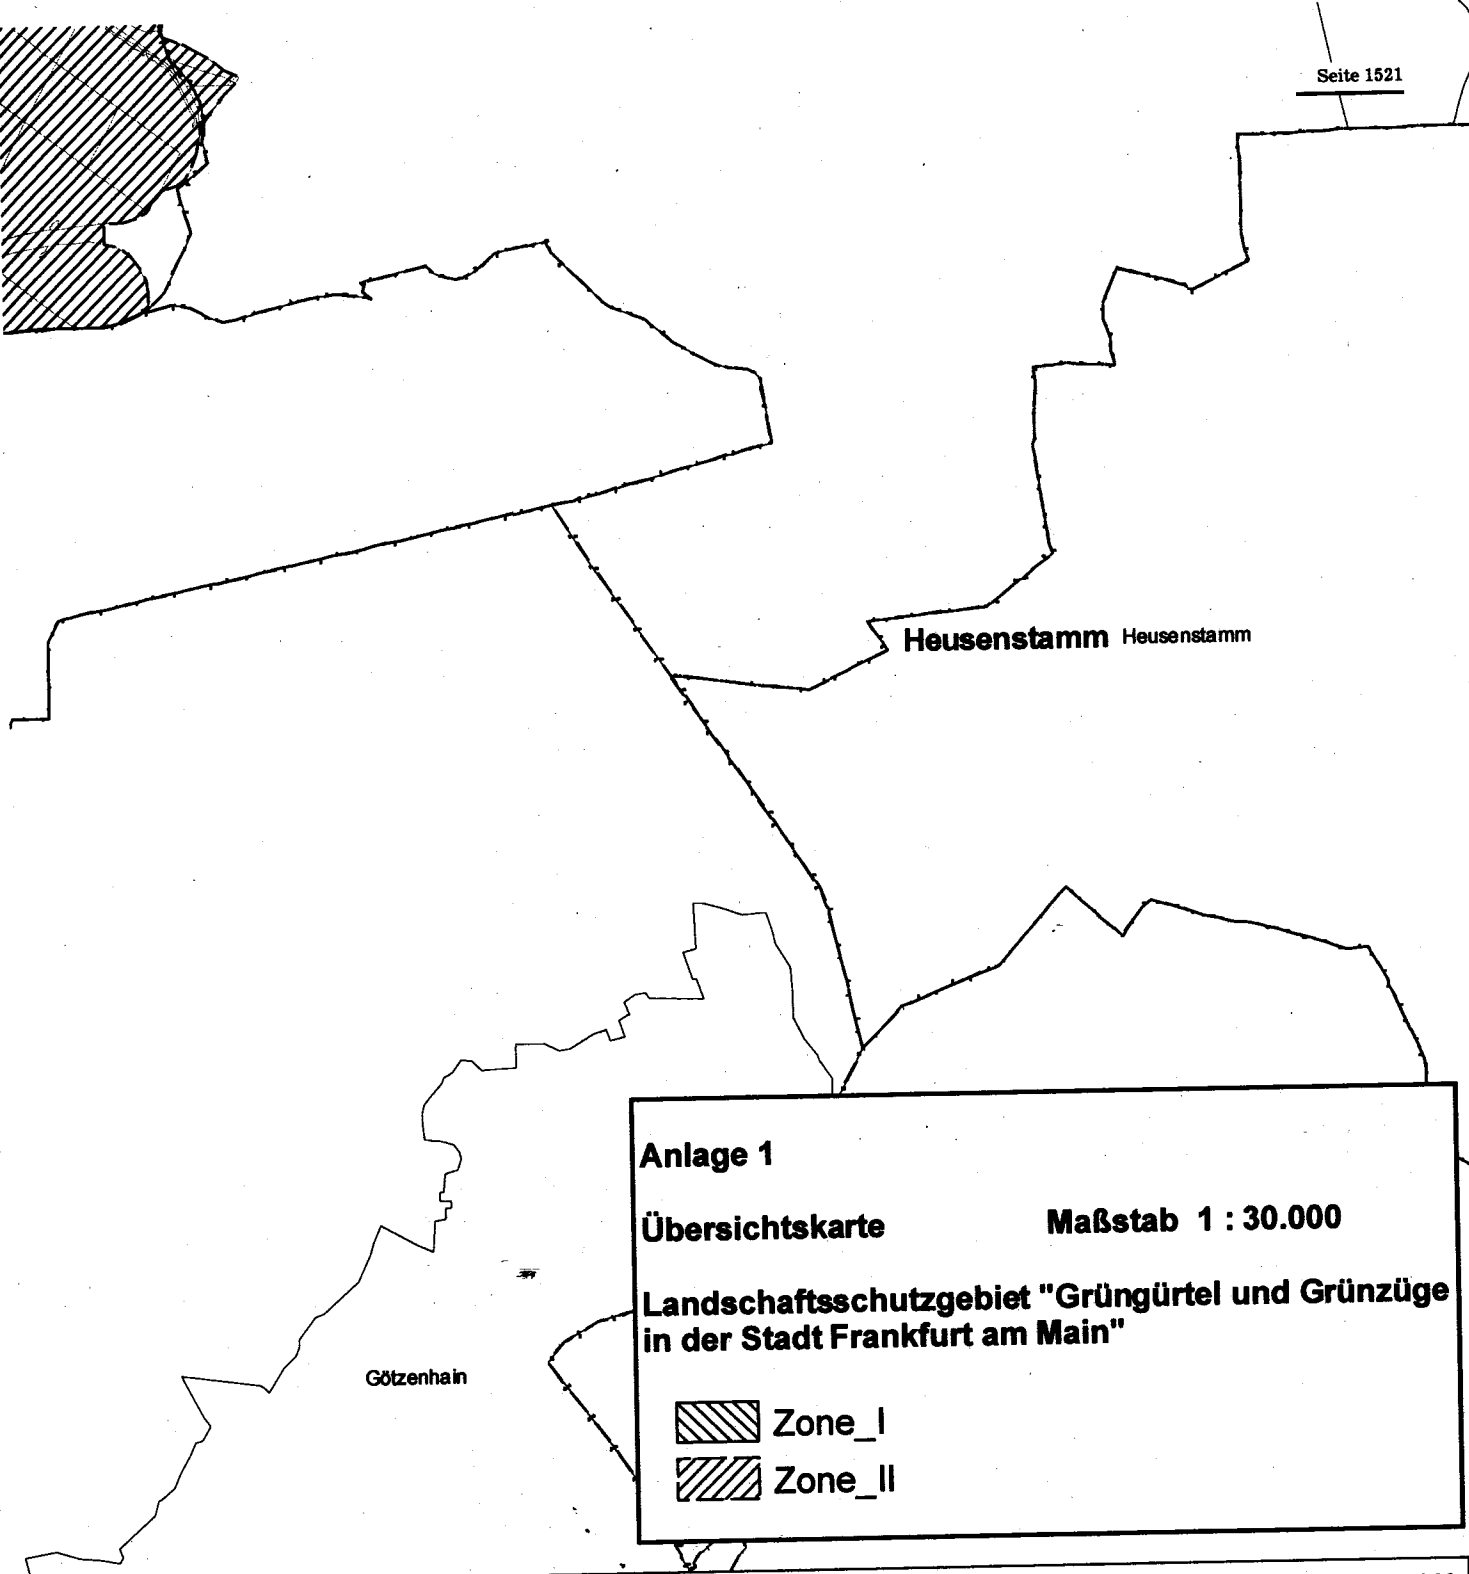 Seite 1521
Heusenstamm Heusenstamm
Anlage 1
Übersichtskarte Maßstab 1 : 30.000
Landschaftsschutzgebiet "Grüngürtel und Grünzüge
in der Stadt Frankfurt am Main"
Götzenhain
Zone_I
Zone_II